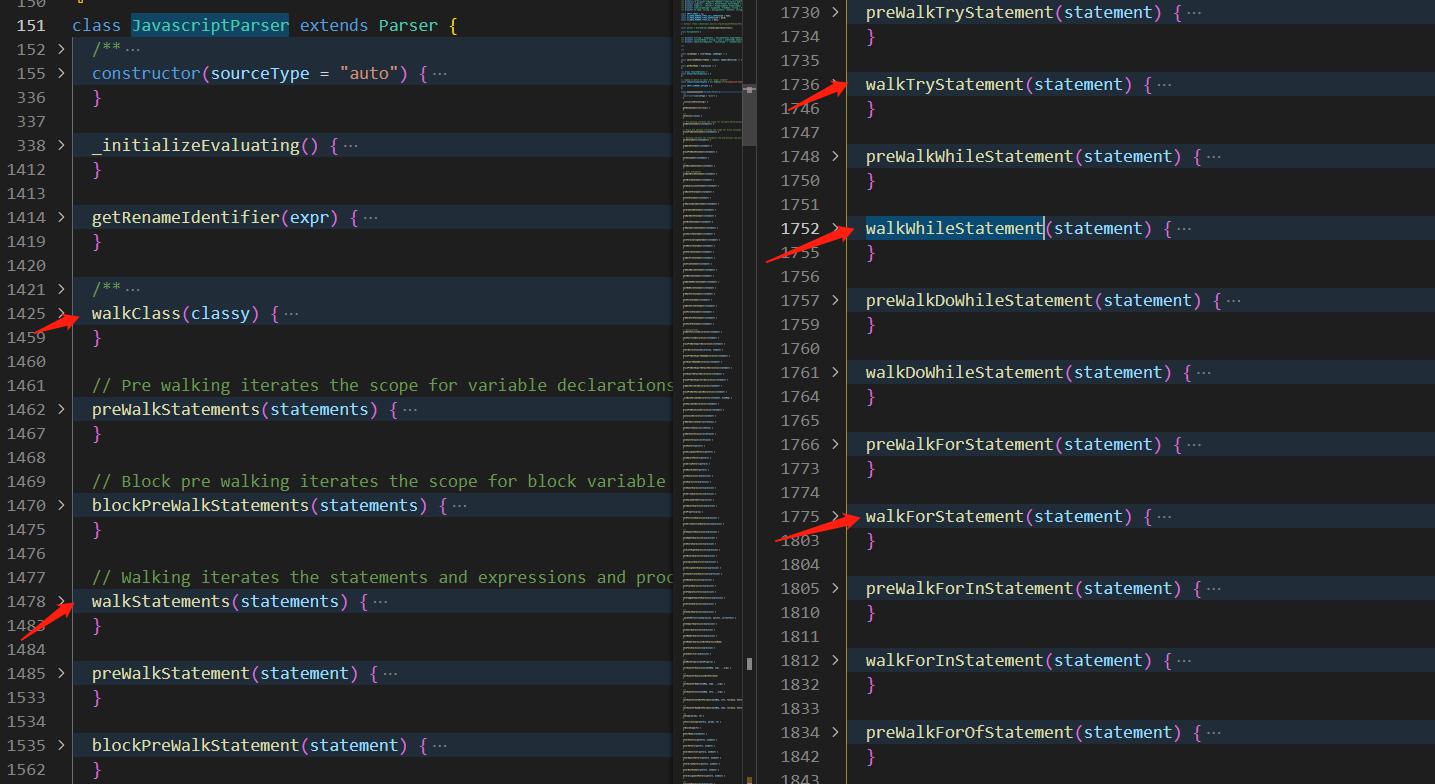 150
151 class JavascriptParser extends Parser {
152 /** ···
155 constructor(sourceType = "auto") { ···
336 }
337
338 _initializeEvaluating() { ···
1412 }
1413
1414 getRenameIdentifier(expr) { ···
1419 }
1420
1421 /** ···
1425 walkClass(classy) { ···
1459 }
1460
1461 // Pre walking iterates the scope for variable declarations
1462 preWalkStatements(statements) { ···
1467 }
1468
1469 // Block pre walking iterates the scope for block variable
1470 blockPreWalkStatements(statements) { ···
1475 }
1476
1477 // Walking iterates the statements and expressions and proc
1478 walkStatements(statements) { ···
1483 }
1484
1485 preWalkStatement(statement) { ···
1533 }
1534
1535 blockPreWalkStatement(statement) { ···
1562 }
1730 preWalkTryStatement(statement) { ···
1734 }
1735
1736 walkTryStatement(statement) { ···
1746 }
1747
1748 preWalkWhileStatement(statement) { ···
1750 }
1751
1752 walkWhileStatement(statement) { ···
1755 }
1756
1757 preWalkDoWhileStatement(statement) { ···
1759 }
1760
1761 walkDoWhileStatement(statement) { ···
1764 }
1765
1766 preWalkForStatement(statement) { ···
1773 }
1774
1775 walkForStatement(statement) { ···
1803 }
1804
1805 preWalkForInStatement(statement) { ···
1810 }
1811
1812 walkForInStatement(statement) { ···
1832 }
1833
1834 preWalkForOfStatement(statement) { ···
1842 }
1843